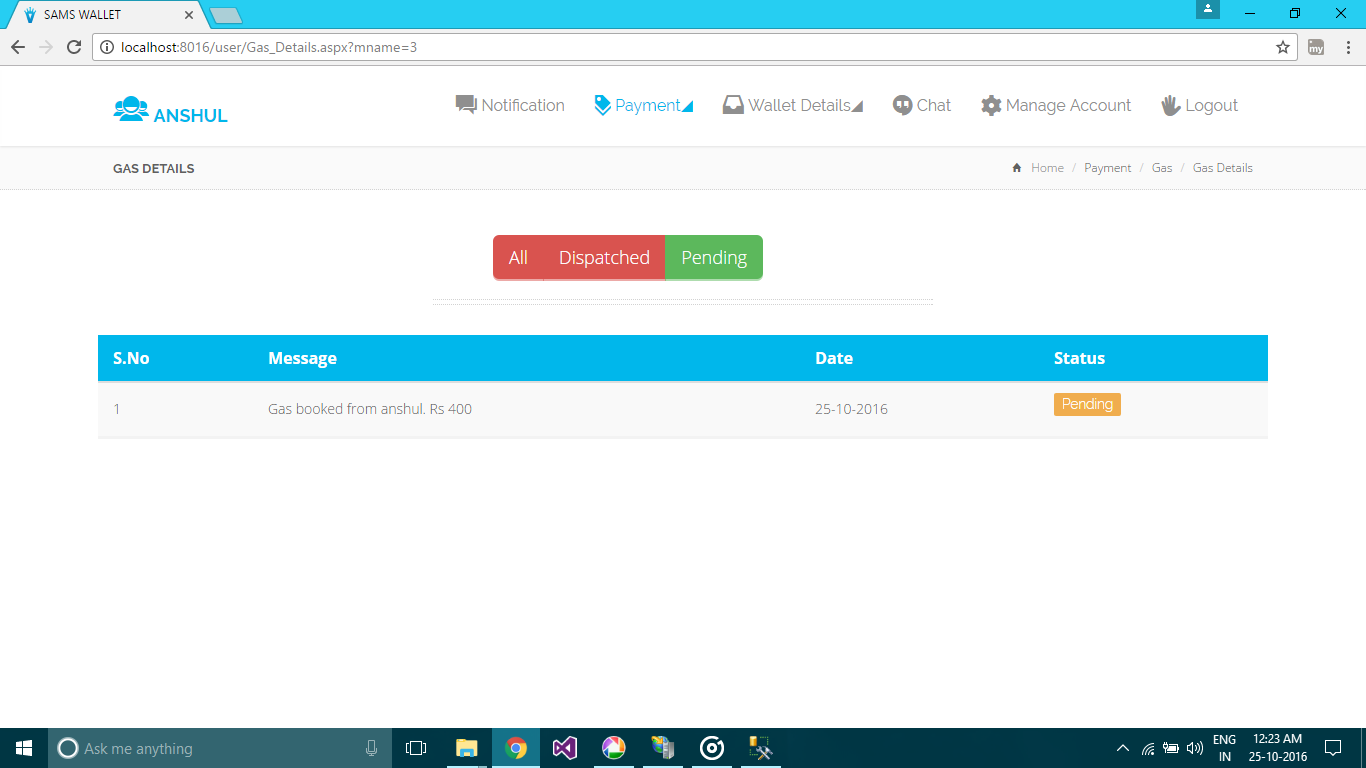 SAMS WALLET
localhost:8016/user/Gas_Details.aspx?mname=3
my
ANSHUL
Notification Payment Wallet Details Chat Manage Account Logout
GAS DETAILS
Home / Payment / Gas / Gas Details
All Dispatched Pending
S.No Message Date Status
1 Gas booked from anshul. Rs 400 25-10-2016 Pending
Ask me anything
ENG
IN
12:23 AM
25-10-2016